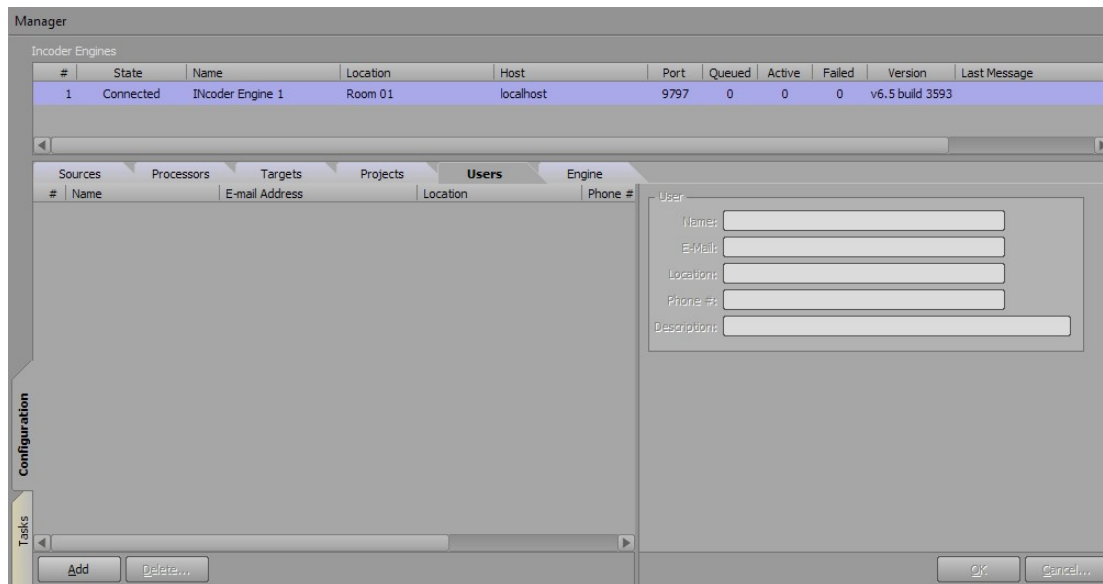 Manager
Incoder Engines
# State Name Location Host Port Queued Active Failed Version Last Message
1 Connected INcoder Engine 1 Room 01 localhost 9797 0 0 0 v6.5 build 3593
Sources Processors Targets Projects Users Engine
# Name E-mail Address Location Phone #
User
Name:
E-Mail:
Location:
Phone #:
Description:
Configuration
Tasks
Add Delete... OK Cancel...